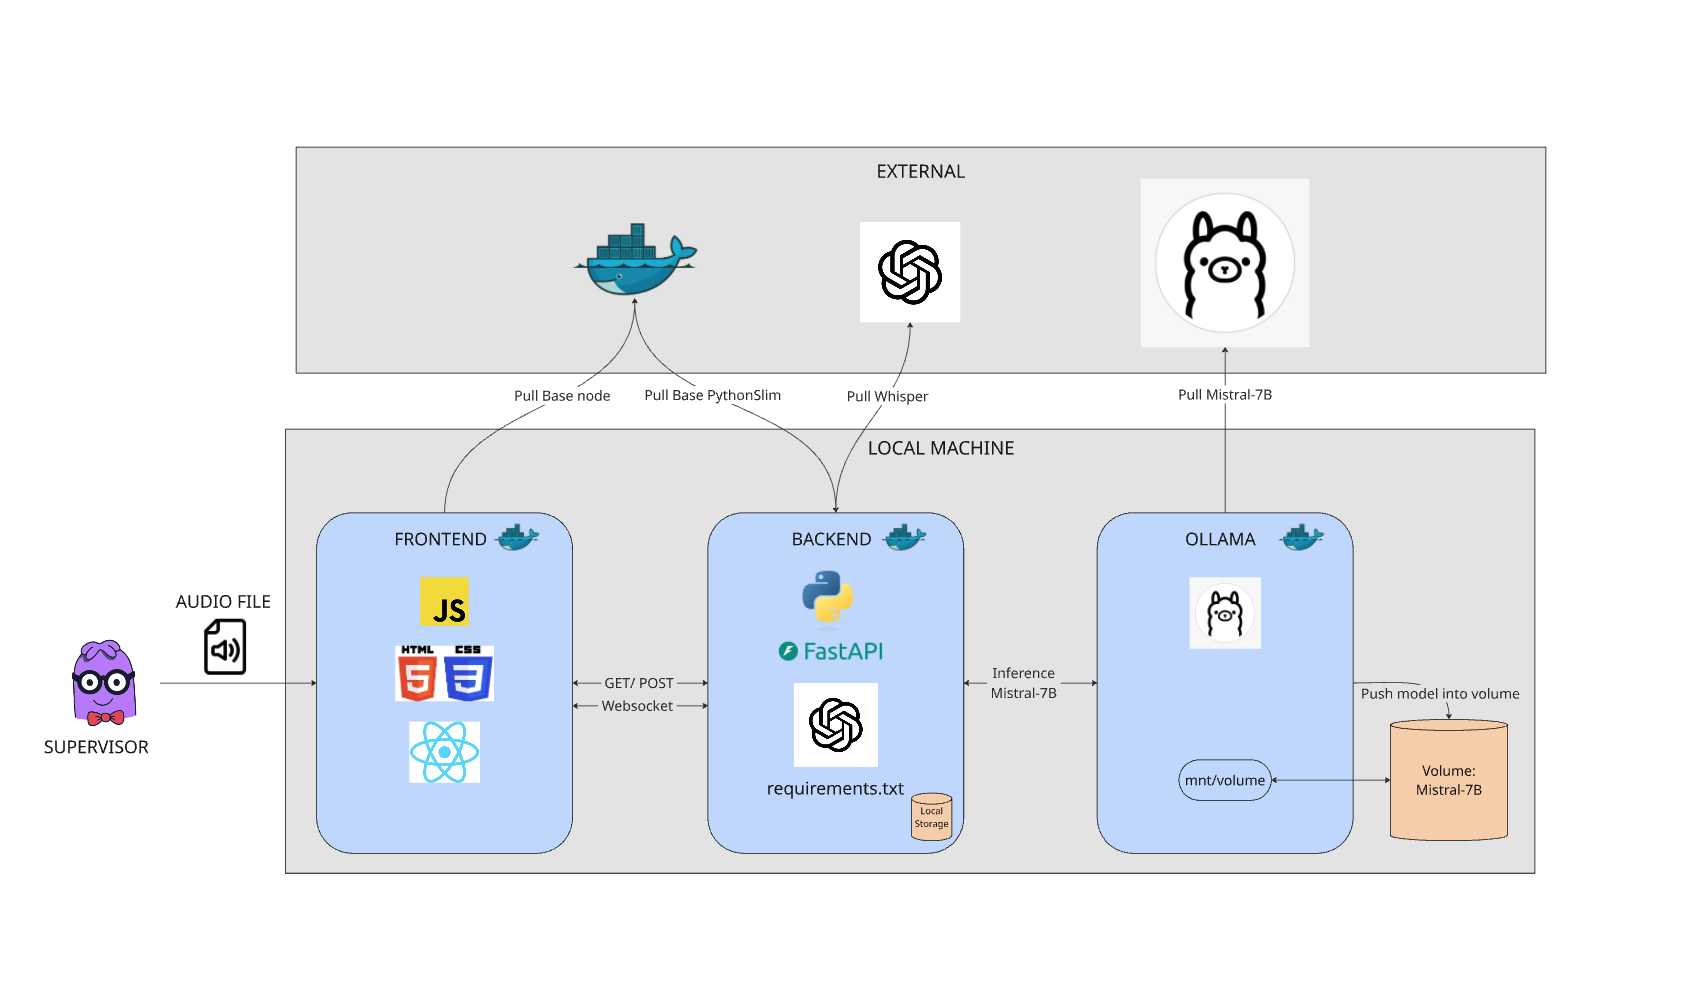 EXTERNAL
Pull Base node
Pull Base PythonSlim
Pull Whisper
Pull Mistral-7B
LOCAL MACHINE
FRONTEND
BACKEND
OLLAMA
JS
HTML
CSS
5
3
FastAPI
AUDIO FILE
SUPERVISOR
GET/ POST
Websocket
Inference
Mistral-7B
Push model into volume
requirements.txt
Local
Storage
mnt/volume
Volume:
Mistral-7B